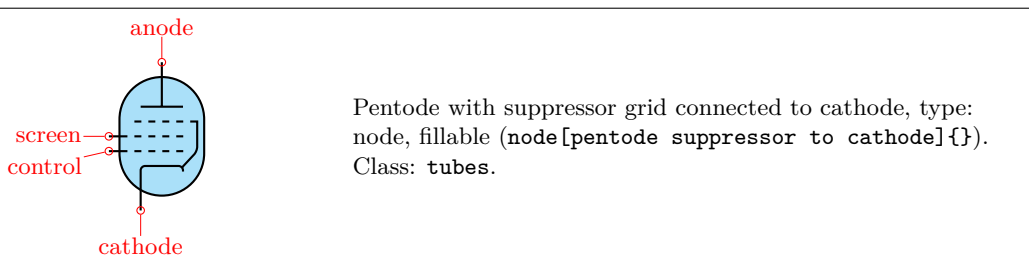 anode
screen
control
cathode
Pentode with suppressor grid connected to cathode, type:
node, fillable (node[pentode suppressor to cathode]{}).
Class: tubes.